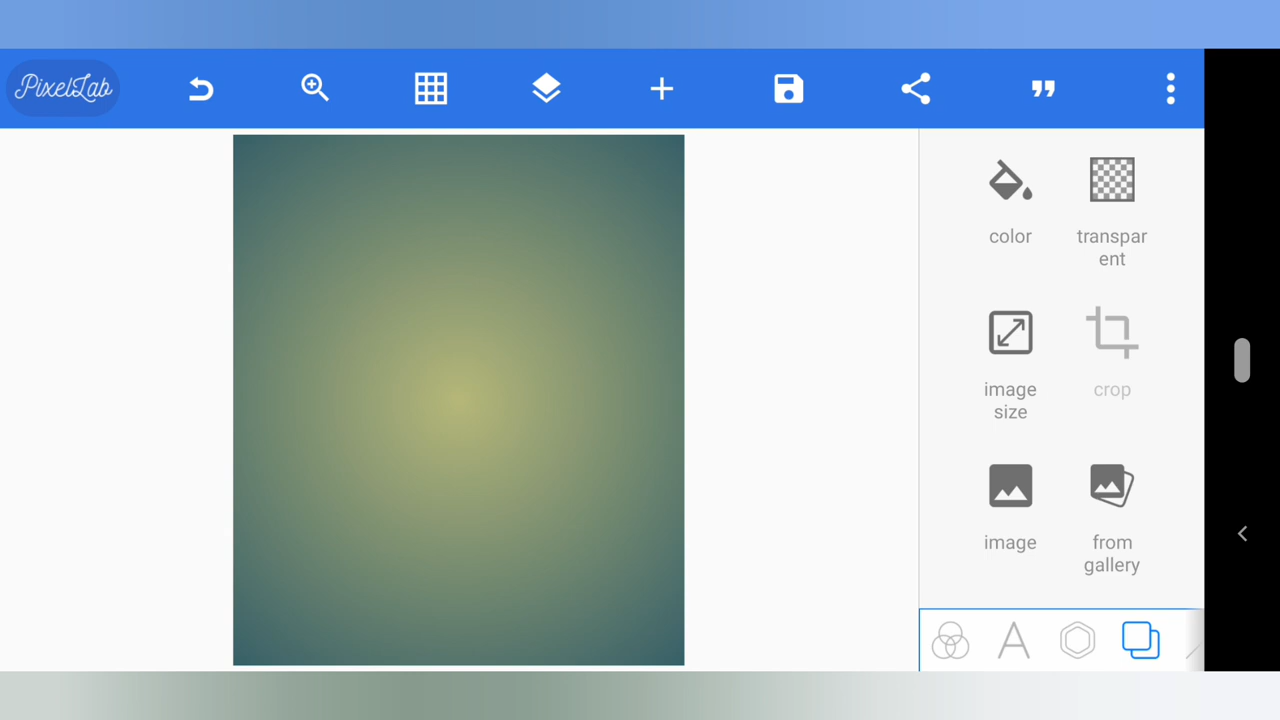 PixelLab
color
transpar
ent
image
size
crop
image
from
gallery